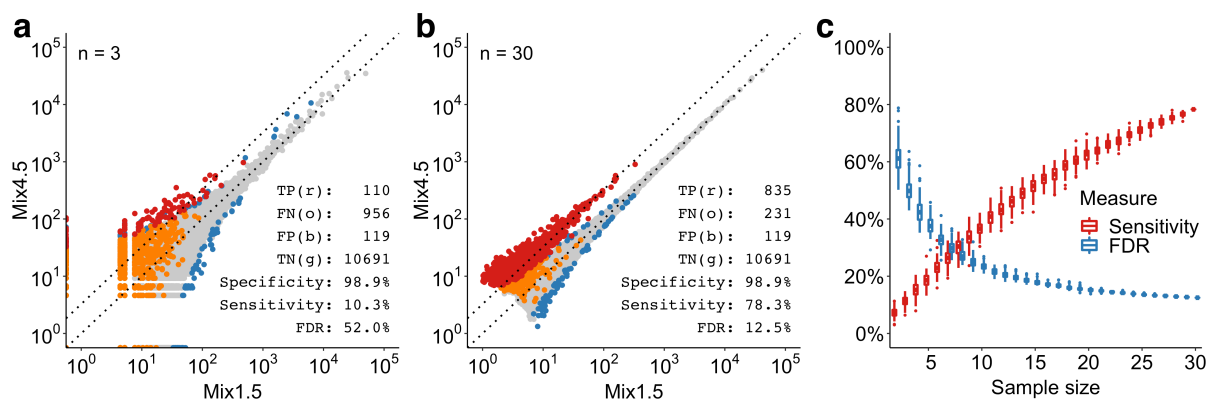 a
n = 3
10^5
10^4
10^3
10^2
10^1
10^0
Mix4.5
TP(r): 110
FN(o): 956
FP(b): 119
TN(g): 10691
Specificity: 98.9%
Sensitivity: 10.3%
FDR: 52.0%
10^0 10^1 10^2 10^3 10^4 10^5
Mix1.5
b
n = 30
10^5
10^4
10^3
10^2
10^1
10^0
Mix4.5
TP(r): 835
FN(o): 231
FP(b): 119
TN(g): 10691
Specificity: 98.9%
Sensitivity: 78.3%
FDR: 12.5%
10^0 10^1 10^2 10^3 10^4 10^5
Mix1.5
c
100%
80%
60%
40%
20%
0%
Measure
Sensitivity
FDR
5 10 15 20 25 30
Sample size